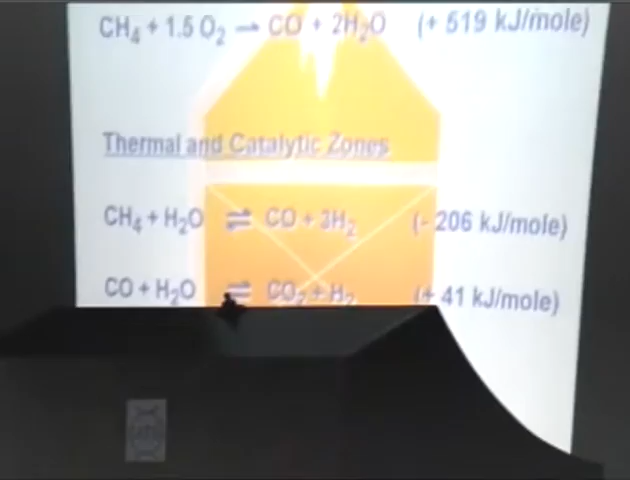 CH₄ + 1.5 O₂ → CO + 2H₂O (+ 519 kJ/mole)
Thermal and Catalytic Zones
CH₄ + H₂O ⇌ CO + 3H₂ (- 206 kJ/mole)
CO + H₂O ⇌ CO₂ + H₂ (+ 41 kJ/mole)